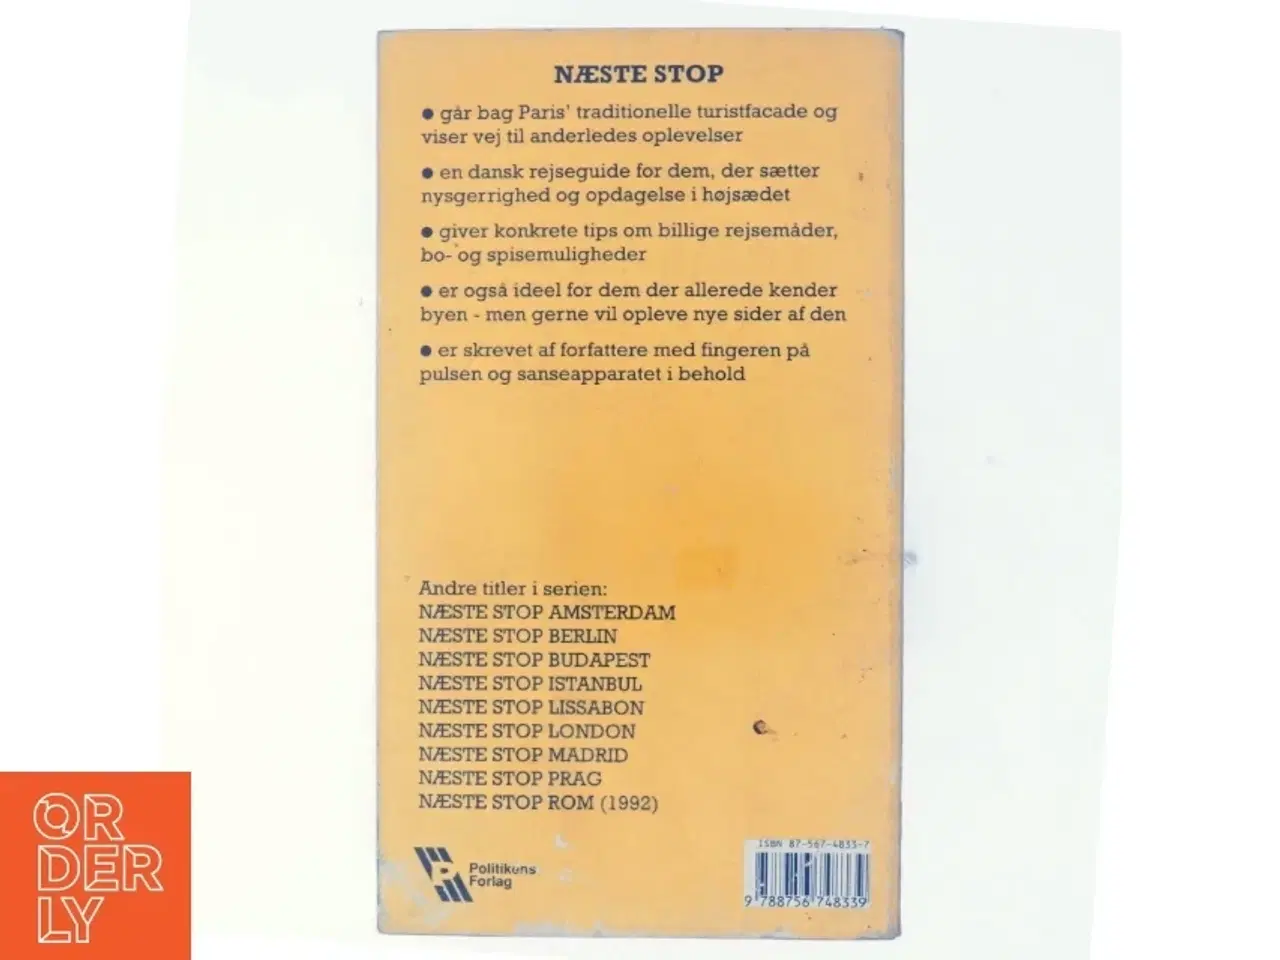 NÆSTE STOP
● går bag Paris' traditionelle turistfacade og
viser vej til anderledes oplevelser
● en dansk rejseguide for dem, der sætter
nysgerrighed og opdagelse i højsædet
● giver konkrete tips om billige rejsemåder,
bo- og spisemuligheder
● er også ideel for dem der allerede kender
byen - men gerne vil opleve nye sider af den
● er skrevet af forfattere med fingeren på
pulsen og sanseapparatet i behold
Andre titler i serien:
NÆSTE STOP AMSTERDAM
NÆSTE STOP BERLIN
NÆSTE STOP BUDAPEST
NÆSTE STOP ISTANBUL
NÆSTE STOP LISSABON
NÆSTE STOP LONDON
NÆSTE STOP MADRID
NÆSTE STOP PRAG
NÆSTE STOP ROM (1992)
Politikens
Forlag
ISBN 87-567-4833-7
9 788756 748339
OR
DER
LY